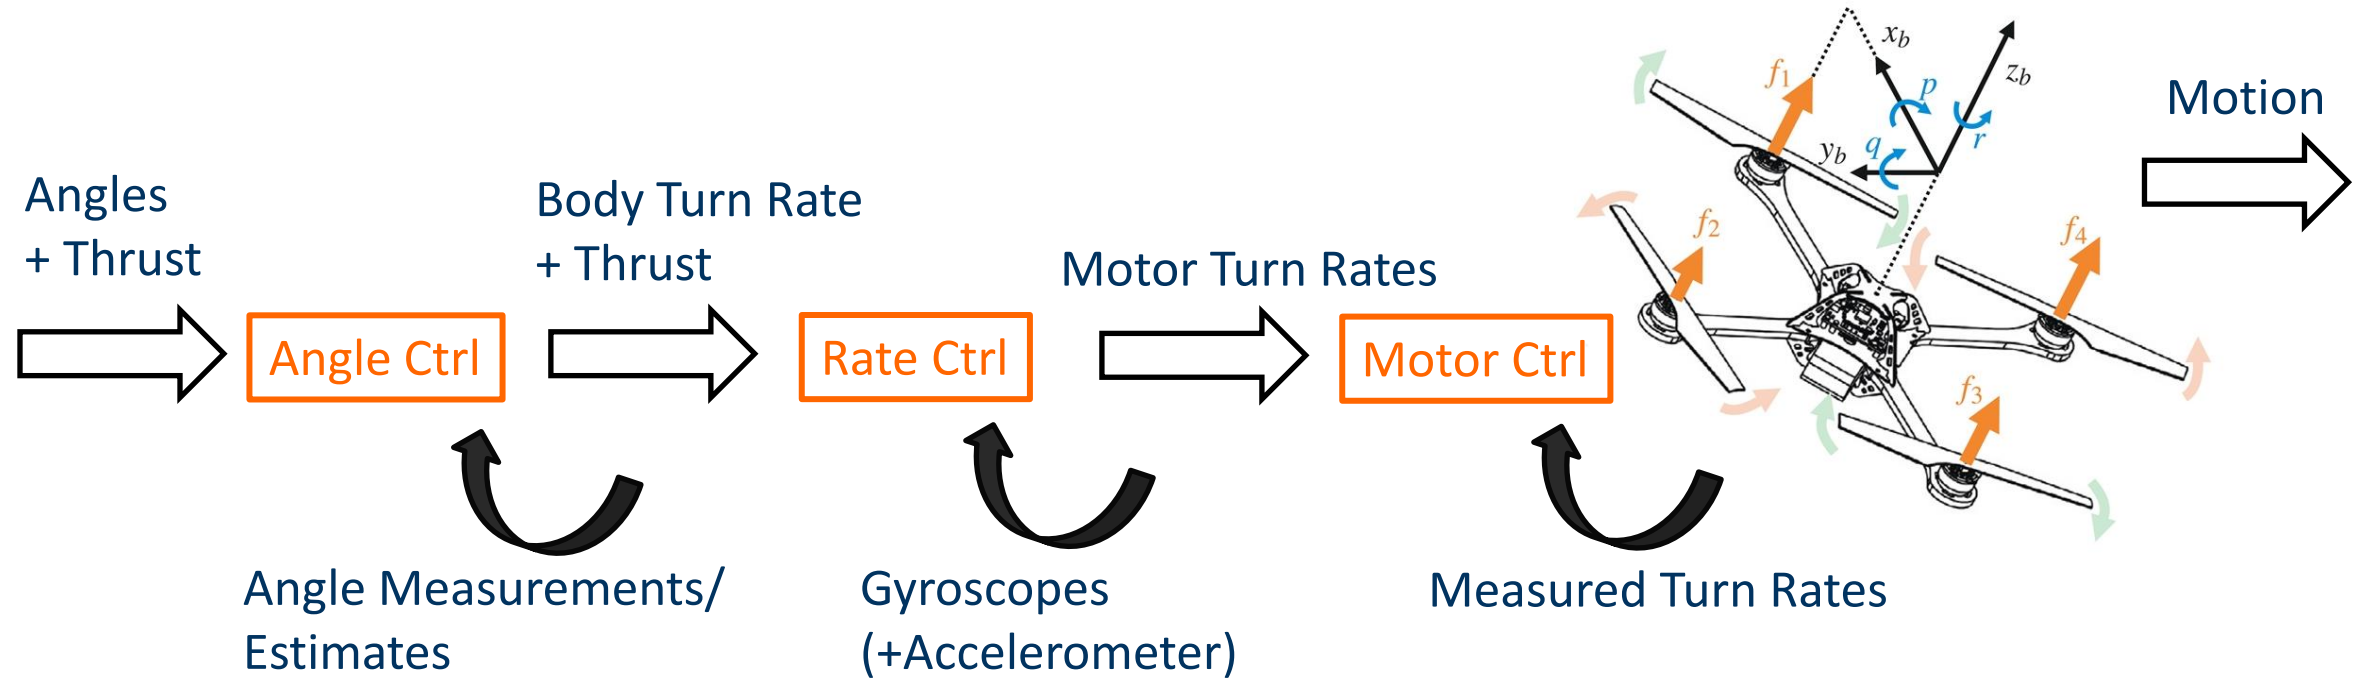 Angles
+ Thrust
Angle Ctrl
Body Turn Rate
+ Thrust
Rate Ctrl
Motor Turn Rates
Motor Ctrl
Angle Measurements/
Estimates
Gyroscopes
(+Accelerometer)
Measured Turn Rates
f1
f2
f3
f4
xb
yb
zb
p
q
r
Motion